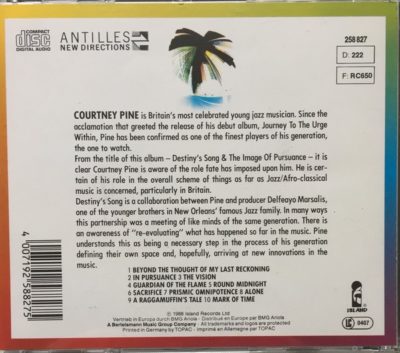 COMPACT
disc
DIGITAL AUDIO
ANTILLES
NEW DIRECTIONS
258 827
D: 222
F: RC650
COURTNEY PINE is Britain's most celebrated young jazz musician. Since the
acclamation that greeted the release of his debut album, Journey To The Urge
Within, Pine has been confirmed as one of the finest players of his generation,
the one to watch.
From the title of this album – Destiny's Song & The Image Of Pursuance – it is
clear Courtney Pine is aware of the role fate has imposed upon him. He is cer-
tain of his role in the overall scheme of things as far as Jazz/Afro-classical
music is concerned, particularly in Britain.
Destiny's Song is a collaboration between Pine and producer Delfeayo Marsalis,
one of the younger brothers in New Orleans' famous Jazz family. In many ways
this partnership was a meeting of like minds of the same generation. There is
an awareness of "re-evaluating" what has happened so far in the music. Pine
understands this as being a necessary step in the process of his generation
defining their own space and, hopefully, arriving at new innovations in the
music.
1 BEYOND THE THOUGHT OF MY LAST RECKONING
2 IN PURSUANCE 3 THE VISION
4 GUARDIAN OF THE FLAME 5 ROUND MIDNIGHT
6 SACRIFICE 7 PRISMIC OMNIPOTENCE 8 ALONE
9 A RAGGAMUFFIN'S TALE 10 MARK OF TIME
4 007192 588275
℗ 1988 Island Records Ltd
Vertrieb in Europa durch BMG Ariola · Distribué en Europe par BMG Ariola
A Bertelsmann Music Group Company · All trademarks and logos are protected
Printed in Germany by TOPAC · Imprimé en Allemagne par TOPAC
ISLAND
LC 0407